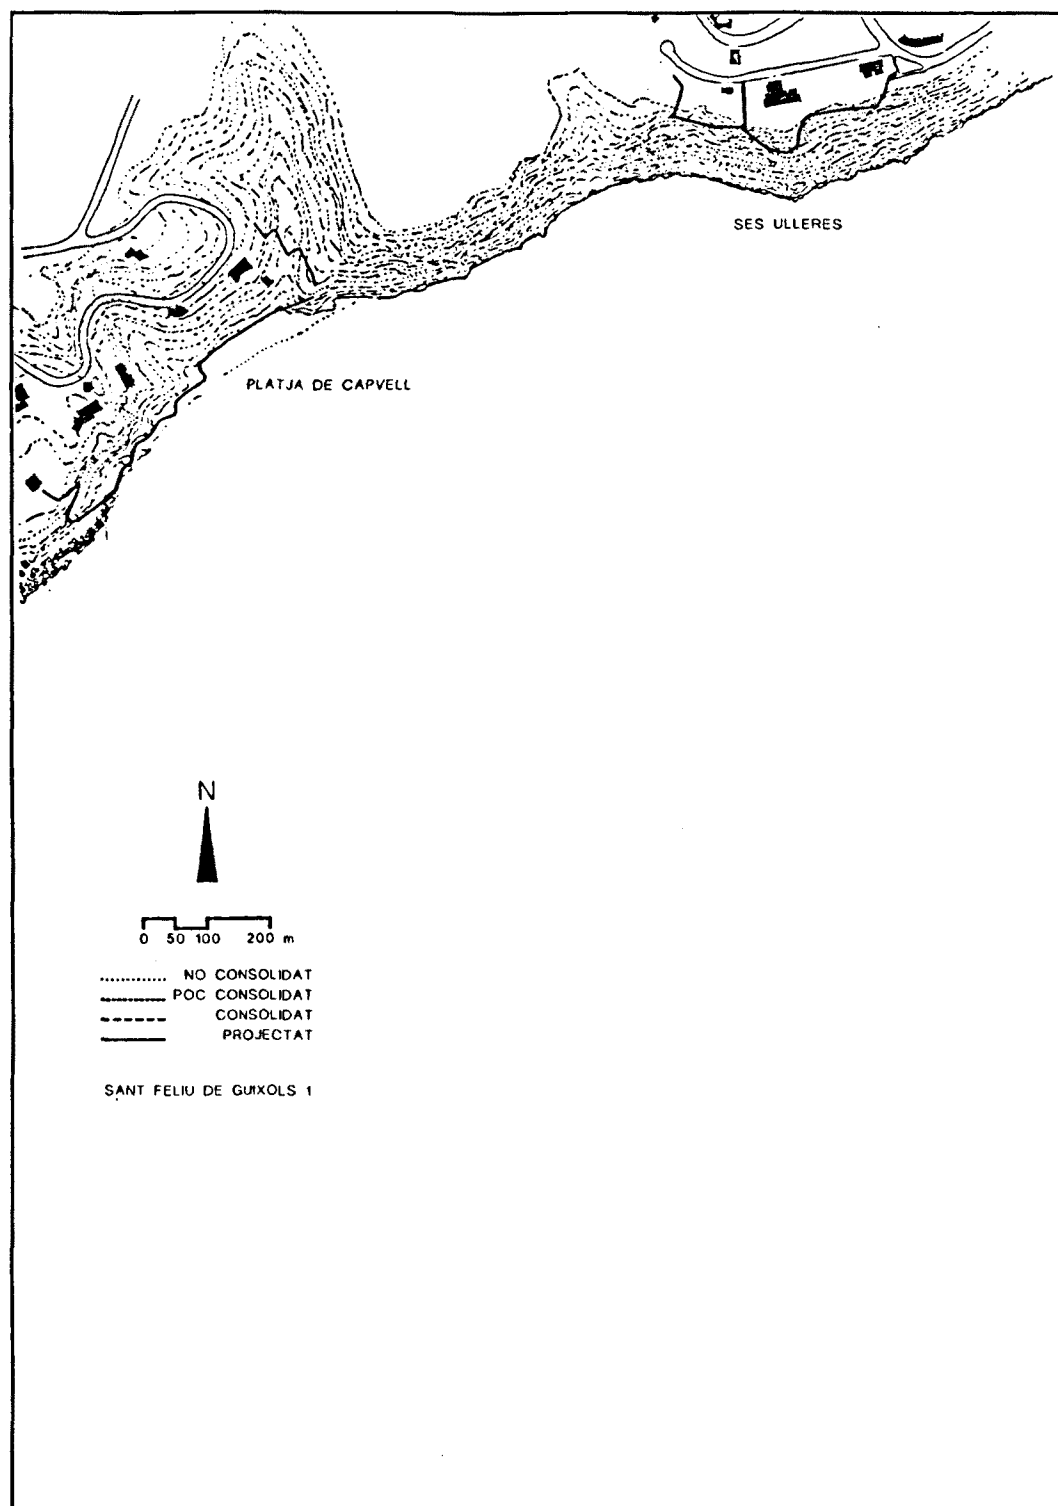 SES ULLERES
PLATJA DE CAPVELL
N
0 50 100 200 m
NO CONSOLIDAT
POC CONSOLIDAT
CONSOLIDAT
PROJECTAT
SANT FELIU DE GUIXOLS 1